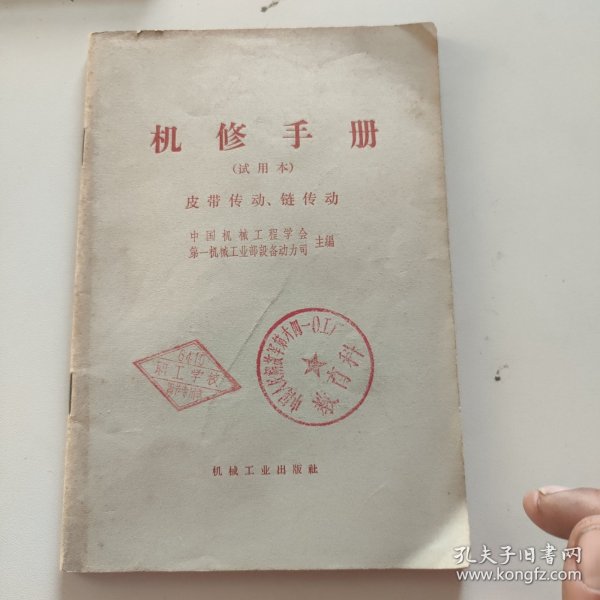 机修手册
(试用本)
皮带传动、链传动
中国机械工程学会
第一机械工业部设备动力司
主编
6415
职工学校
教育科
机械工业出版社
孔夫子旧书网
www.kongfz.com